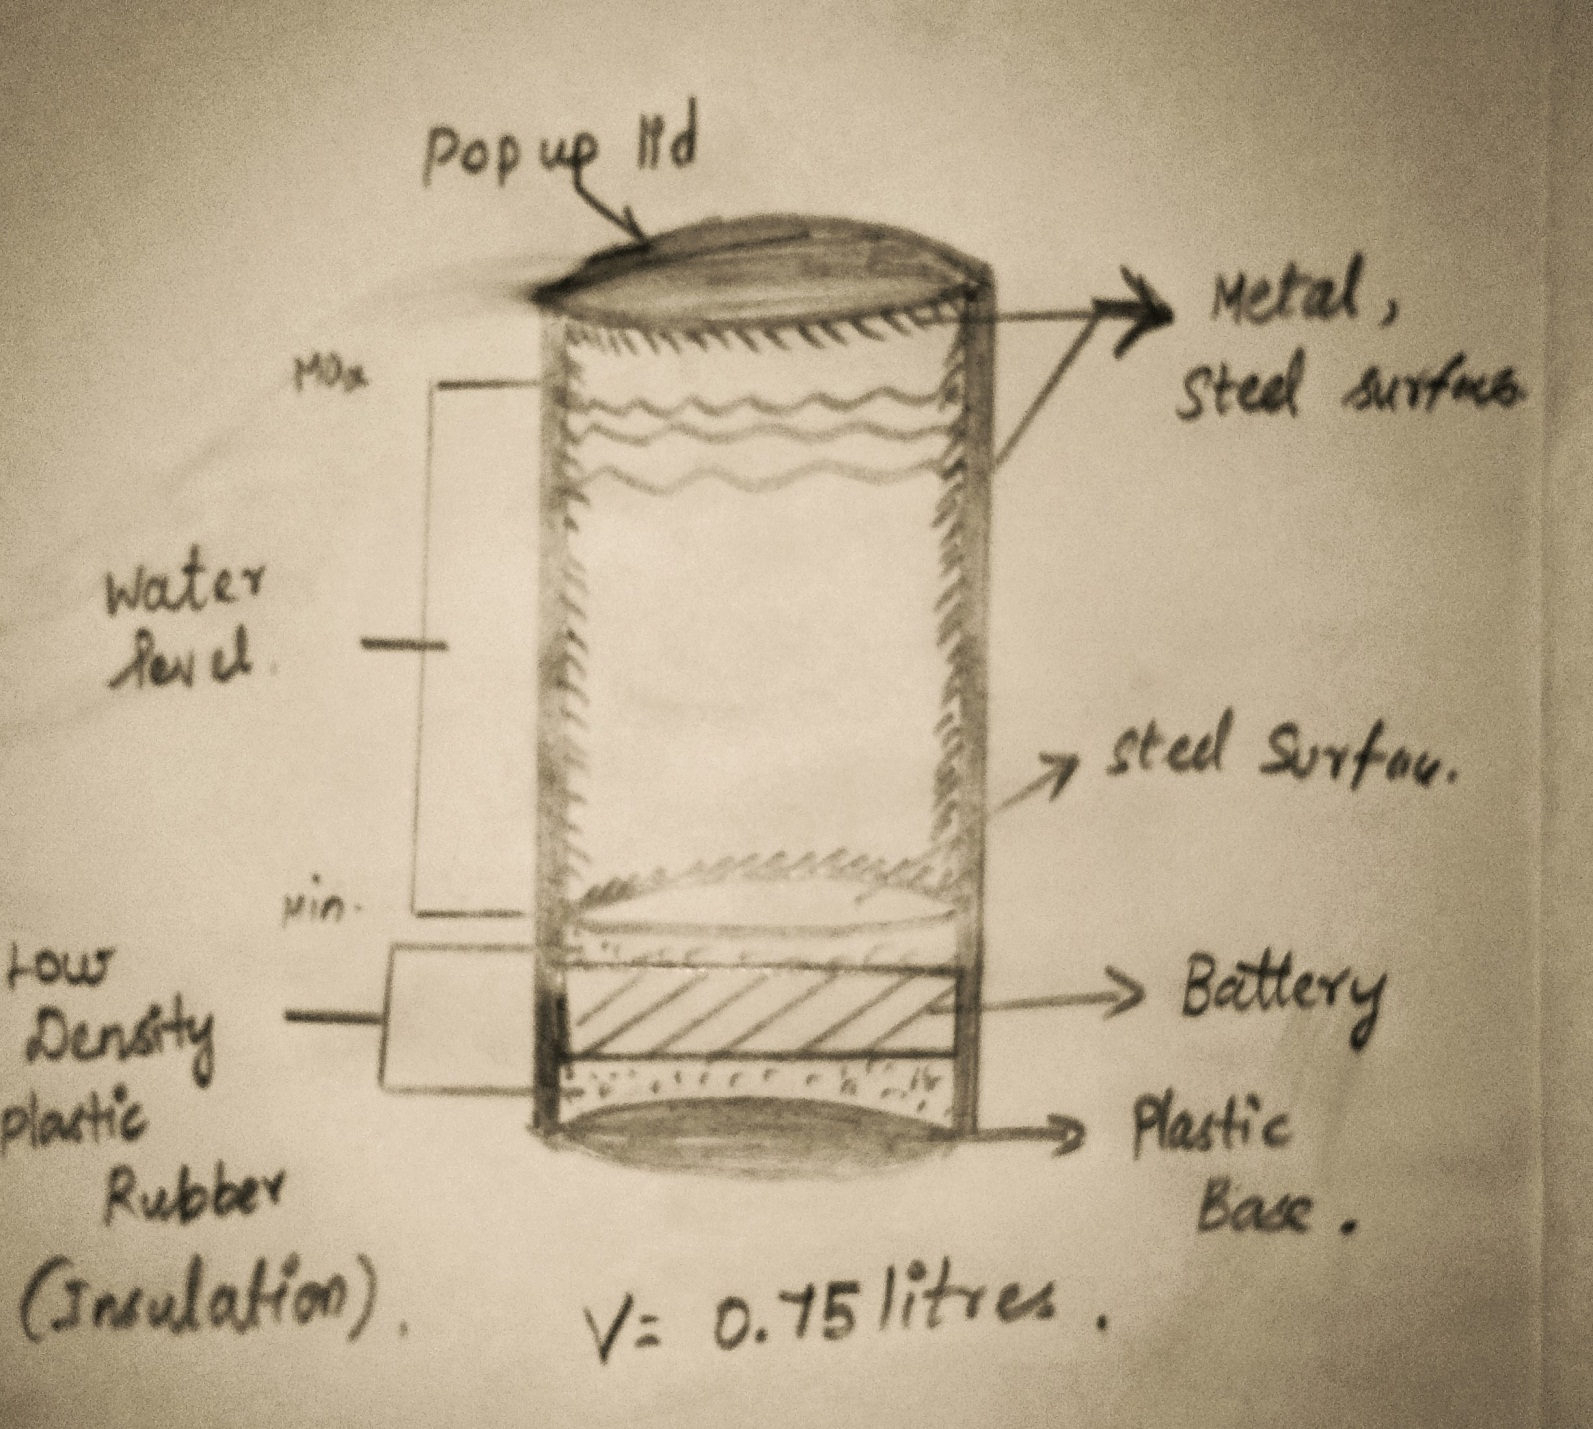 Pop up lid
Max
Metal,
Steel surface
Water
level.
Steel Surface.
Min.
Low
Density
Plastic
Rubber
(Insulation).
Battery
Plastic
Base.
V= 0.75 litres.